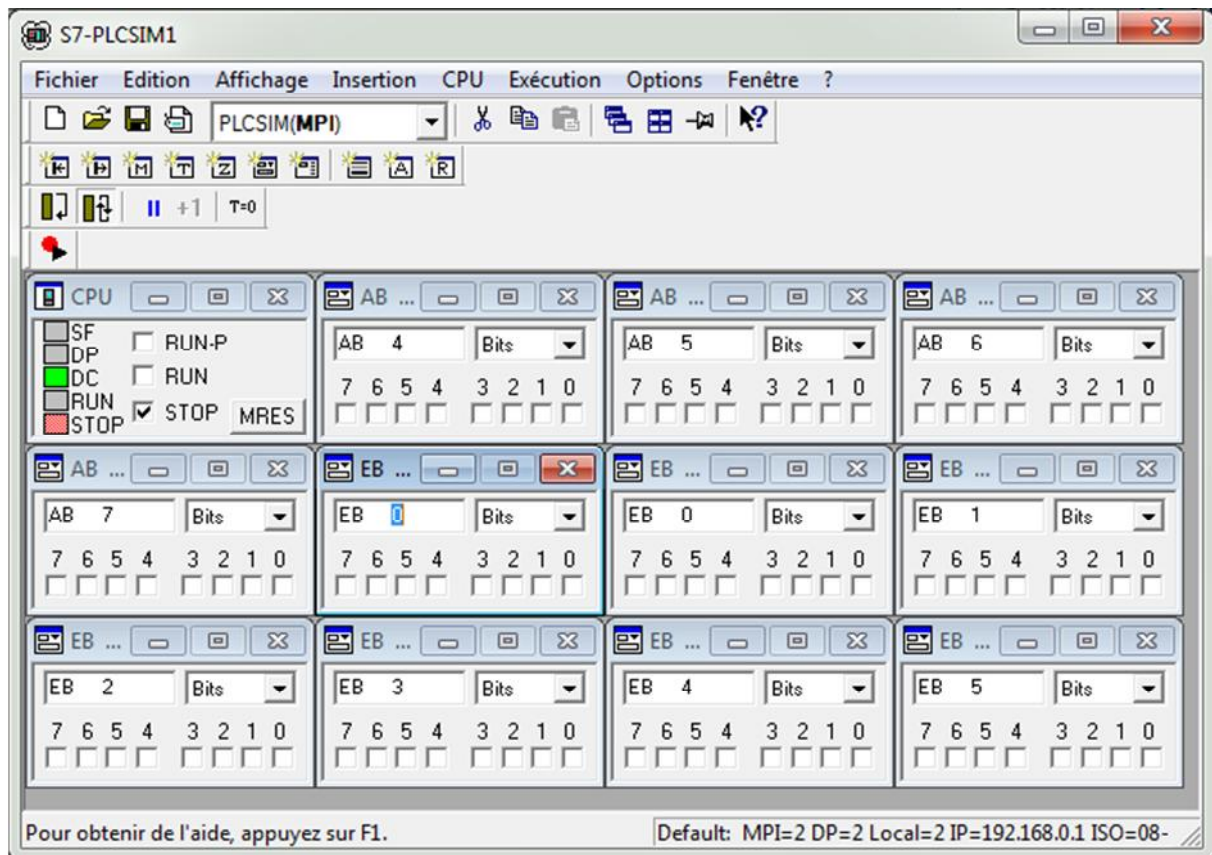 S7-PLCSIM1
Fichier Edition Affichage Insertion CPU Exécution Options Fenêtre ?
PLCSIM(MPI)
K H M T Z A R
+1 T=0
CPU
SF
DP
DC
RUN
STOP
RUN-P
RUN
STOP MRES
AB ...
AB 4 Bits
7 6 5 4 3 2 1 0
AB ...
AB 5 Bits
7 6 5 4 3 2 1 0
AB ...
AB 6 Bits
7 6 5 4 3 2 1 0
AB ...
AB 7 Bits
7 6 5 4 3 2 1 0
EB ...
EB 0 Bits
7 6 5 4 3 2 1 0
EB ...
EB 0 Bits
7 6 5 4 3 2 1 0
EB ...
EB 1 Bits
7 6 5 4 3 2 1 0
EB ...
EB 2 Bits
7 6 5 4 3 2 1 0
EB ...
EB 3 Bits
7 6 5 4 3 2 1 0
EB ...
EB 4 Bits
7 6 5 4 3 2 1 0
EB ...
EB 5 Bits
7 6 5 4 3 2 1 0
Pour obtenir de l'aide, appuyez sur F1.
Default: MPI=2 DP=2 Local=2 IP=192.168.0.1 ISO=08-